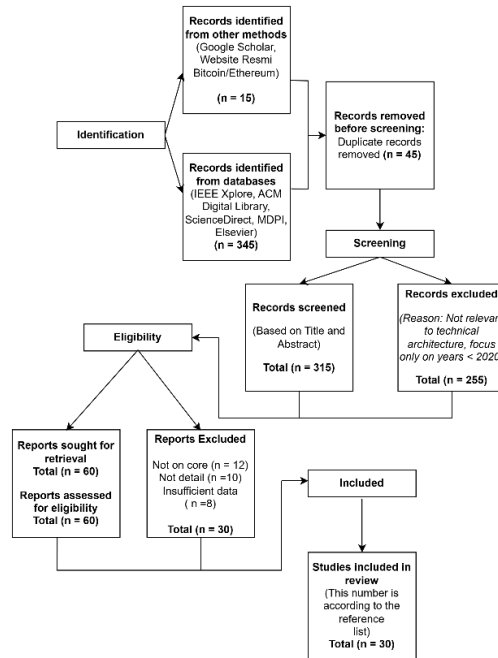 Records identified
from other methods
(Google Scholar,
Website Resmi
Bitcoin/Ethereum)
(n = 15)
Identification
Records identified
from databases
(IEEE Xplore, ACM
Digital Library,
ScienceDirect, MDPI,
Elsevier)
(n = 345)
Records removed
before screening:
Duplicate records
removed (n = 45)
Screening
Records screened
(Based on Title and
Abstract)
Total (n = 315)
Records excluded
(Reason: Not relevan
to technical
architecture, focus
only on years < 2020
Total (n = 255)
Eligibility
Reports sought for
retrieval
Total (n = 60)
Reports assessed
for eligibility
Total (n = 60)
Reports Excluded
Not on core (n = 12)
Not detail (n =10)
Insufficient data
( n =8)
Total (n = 30)
Included
Studies included in
review
(This number is
according to the
reference
list)
Total (n = 30)